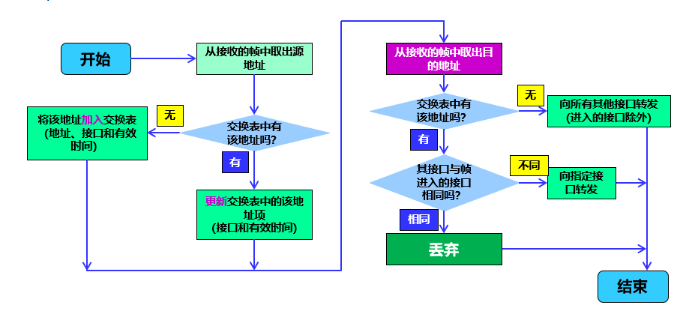 开始
从接收的帧中取出源
地址
交换表中有
该地址吗?
无
将该地址加入交换表
(地址、接口和有效
时间)
有
更新交换表中的该地
址项
(接口和有效时间)
从接收的帧中取出目
的地址
交换表中有
该地址吗?
无
向所有其他接口转发
(进入的接口除外)
有
其接口与帧
进入的接口
相同吗?
不同
向指定接
口转发
相同
丢弃
结束